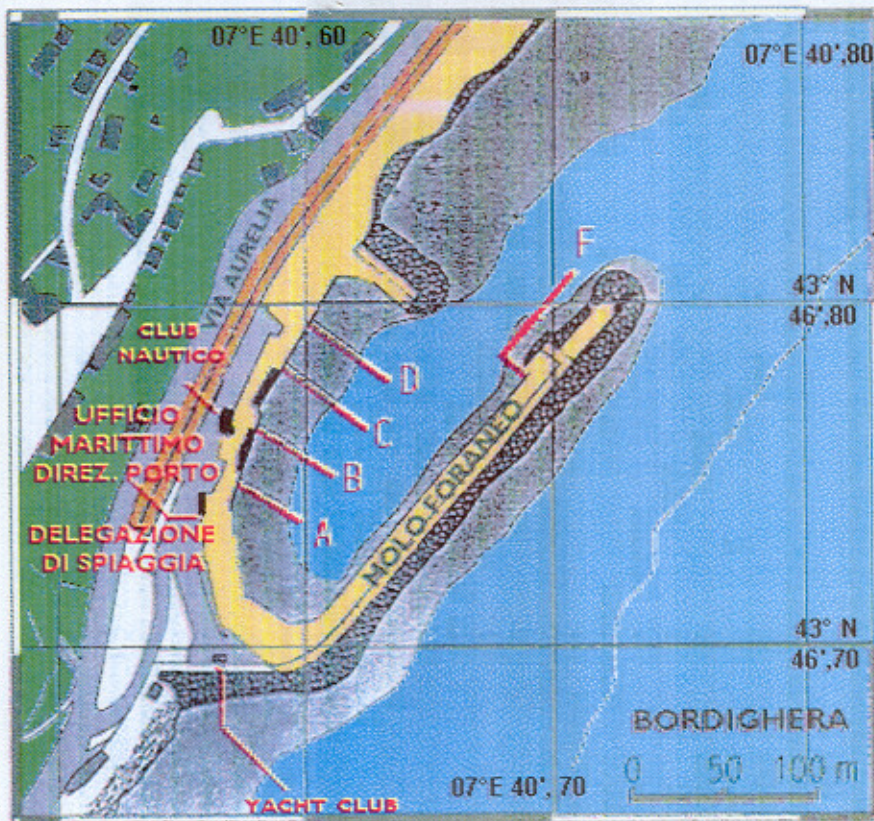 07°E 40',60
07°E 40',80
VIA AURELIA
F
43° N
46',80
CLUB
NAUTICO
D
UFFICIO
MARITTIMO
DIREZ. PORTO
C
B
A
MOLO FORANEO
DELEGAZIONE
DI SPIAGGIA
43° N
46',70
BORDIGHERA
0 50 100 m
07°E 40',70
YACHT CLUB